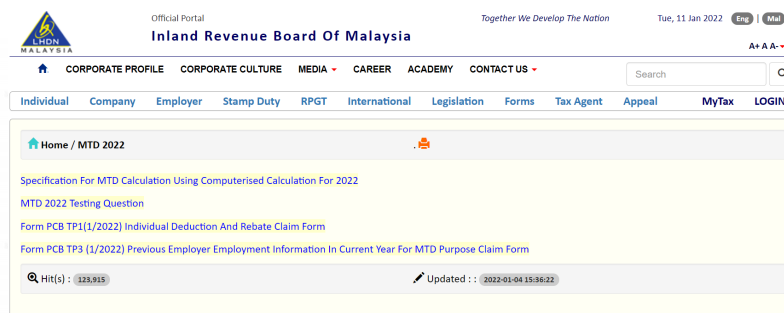 Official Portal
Together We Develop The Nation
Tue, 11 Jan 2022 Eng | Mal
LHDN
MALAYSIA
Inland Revenue Board Of Malaysia
A+ A A-
CORPORATE PROFILE CORPORATE CULTURE MEDIA CAREER ACADEMY CONTACT US
Search
Individual Company Employer Stamp Duty RPGT International Legislation Forms Tax Agent Appeal MyTax LOGIN
Home / MTD 2022 .
Specification For MTD Calculation Using Computerised Calculation For 2022
MTD 2022 Testing Question
Form PCB TP1(1/2022) Individual Deduction And Rebate Claim Form
Form PCB TP3 (1/2022) Previous Employer Employment Information In Current Year For MTD Purpose Claim Form
Hit(s) : 123,915
Updated : : 2022-01-04 15:36:22